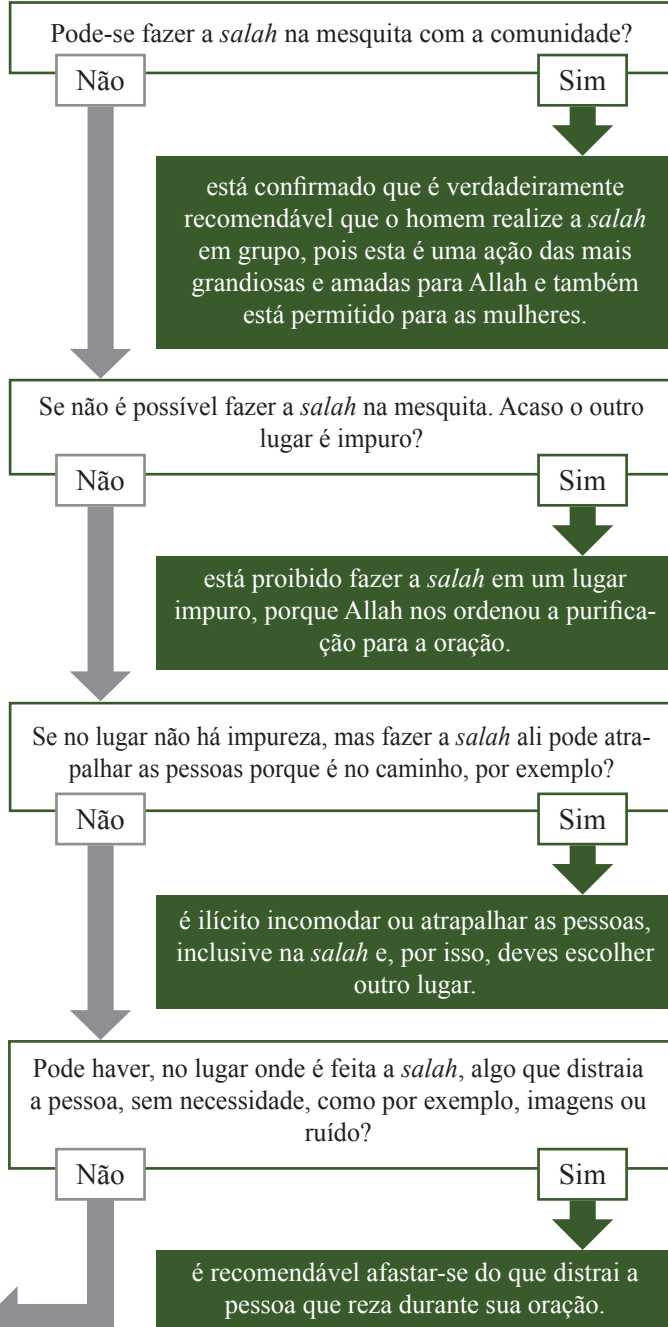 Pode-se fazer a salah na mesquita com a comunidade?
Não
Sim
está confirmado que é verdadeiramente
recomendável que o homem realize a salah
em grupo, pois esta é uma ação das mais
grandiosas e amadas para Allah e também
está permitido para as mulheres.
Se não é possível fazer a salah na mesquita. Acaso o outro
lugar é impuro?
Não
Sim
está proibido fazer a salah em um lugar
impuro, porque Allah nos ordenou a purifica-
ção para a oração.
Se no lugar não há impureza, mas fazer a salah ali pode atra-
palhar as pessoas porque é no caminho, por exemplo?
Não
Sim
é ilícito incomodar ou atrapalhar as pessoas,
inclusive na salah e, por isso, deves escolher
outro lugar.
Pode haver, no lugar onde é feita a salah, algo que distraia
a pessoa, sem necessidade, como por exemplo, imagens ou
ruído?
Não
Sim
é recomendável afastar-se do que distrai a
pessoa que reza durante sua oração.